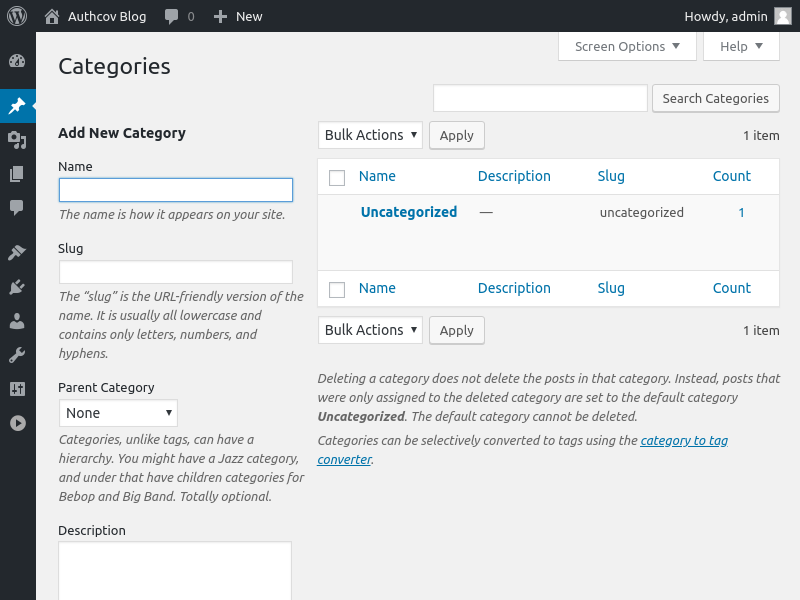 Authcov Blog 0 New Howdy, admin
Screen Options Help
Categories
Search Categories
Add New Category
Name
The name is how it appears on your site.
Slug
The “slug” is the URL-friendly version of the
name. It is usually all lowercase and
contains only letters, numbers, and
hyphens.
Parent Category
None
Categories, unlike tags, can have a
hierarchy. You might have a Jazz category,
and under that have children categories for
Bebop and Big Band. Totally optional.
Description
Bulk Actions Apply 1 item
Name Description Slug Count
Uncategorized — uncategorized 1
Name Description Slug Count
Bulk Actions Apply 1 item
Deleting a category does not delete the posts in that category. Instead, posts that
were only assigned to the deleted category are set to the default category
Uncategorized. The default category cannot be deleted.
Categories can be selectively converted to tags using the category to tag
converter.